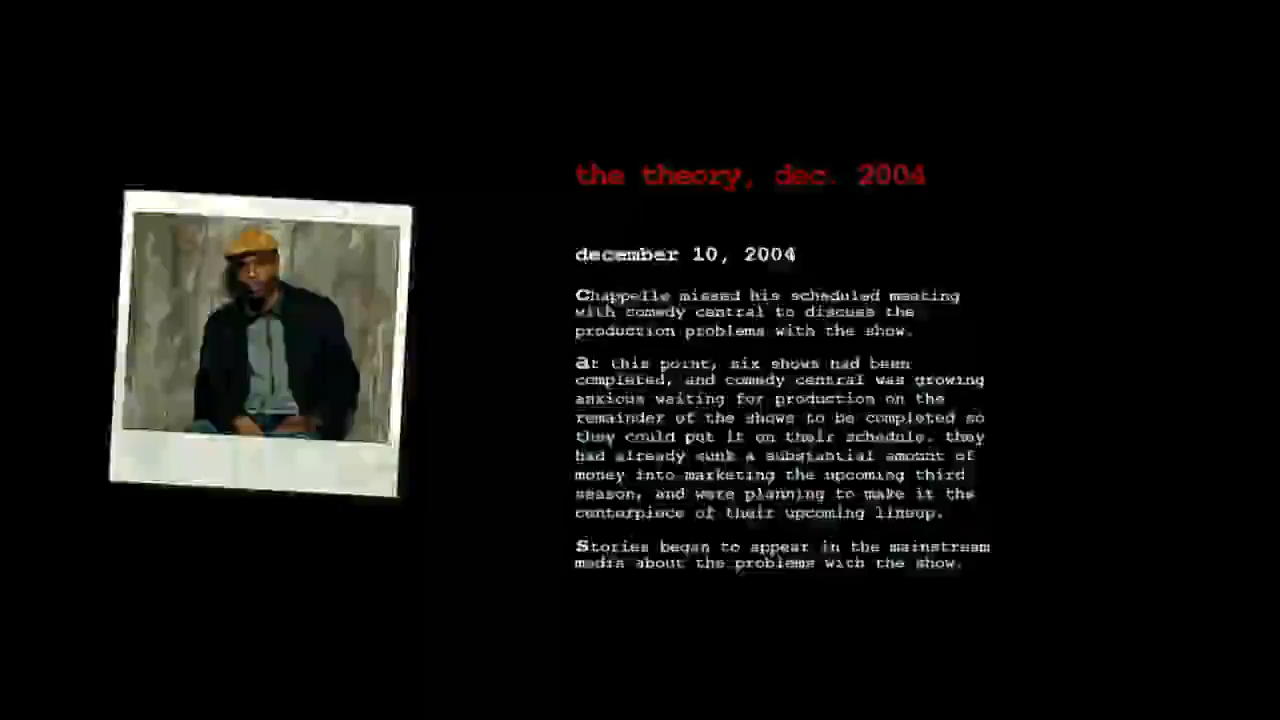 the theory, dec. 2004
december 10, 2004
Chappelle missed his scheduled meeting
with comedy central to discuss the
production problems with the show.
at this point, six shows had been
completed, and comedy central was growing
anxious waiting for production on the
remainder of the shows to be completed so
they could put it on their schedule. they
had already sunk a substantial amount of
money into marketing the upcoming third
season, and were planning to make it the
centerpiece of their upcoming lineup.
Stories began to appear in the mainstream
media about the problems with the show.